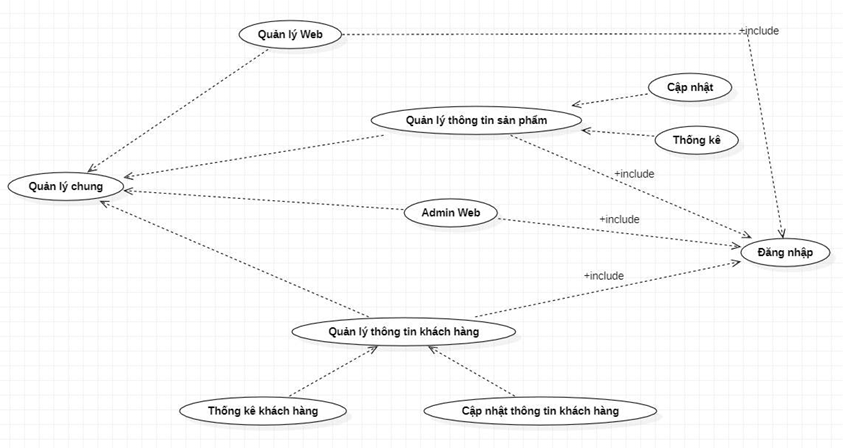 Quản lý Web
+include
Cập nhật
Quản lý thông tin sản phẩm
Thống kê
+include
Quản lý chung
Admin Web
+include
Đăng nhập
+include
Quản lý thông tin khách hàng
Thống kê khách hàng
Cập nhật thông tin khách hàng